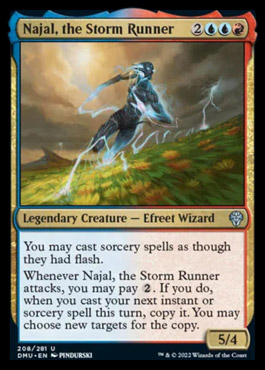 Najal, the Storm Runner 2
Legendary Creature — Efreet Wizard
You may cast sorcery spells as though
they had flash.
Whenever Najal, the Storm Runner
attacks, you may pay 2. If you do,
when you cast your next instant or
sorcery spell this turn, copy it. You may
choose new targets for the copy.
5/4
208/281 U
DMU • EN PINDURSKI
™ & © 2022 Wizards of the Coast